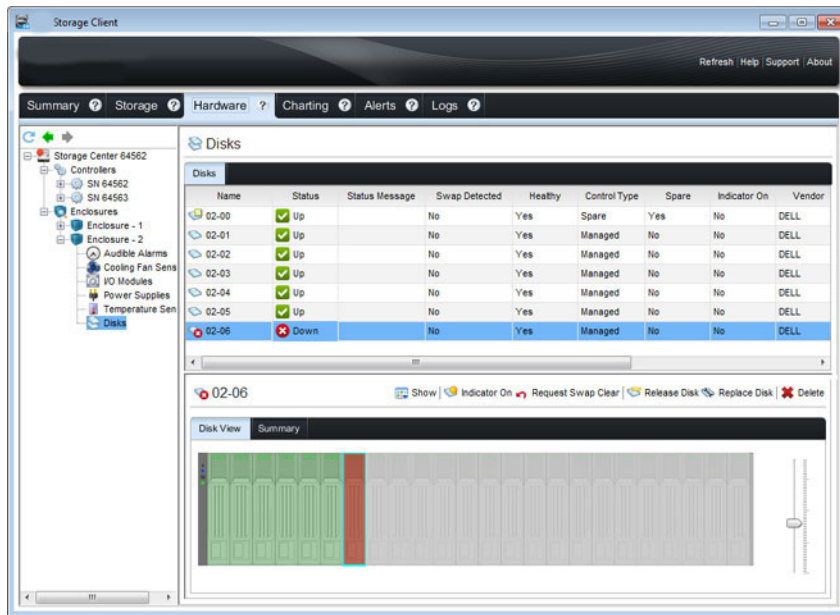 Storage Client
Refresh Help Support About
Summary ? Storage ? Hardware ? Charting ? Alerts ? Logs ?
Storage Center 64562
Controllers
SN 64562
SN 64563
Enclosures
Enclosure - 1
Enclosure - 2
Audible Alarms
Cooling Fan Sens
I/O Modules
Power Supplies
Temperature Sen
Disks
Disks
Disks
Name Status Status Message Swap Detected Healthy Control Type Spare Indicator On Vendor
02-00 Up No Yes Spare Yes No DELL
02-01 Up No Yes Managed No No DELL
02-02 Up No Yes Managed No No DELL
02-03 Up No Yes Managed No No DELL
02-04 Up No Yes Managed No No DELL
02-05 Up No Yes Managed No No DELL
02-06 Down No Yes Managed No No DELL
02-06 Show Indicator On Request Swap Clear Release Disk Replace Disk Delete
Disk View Summary